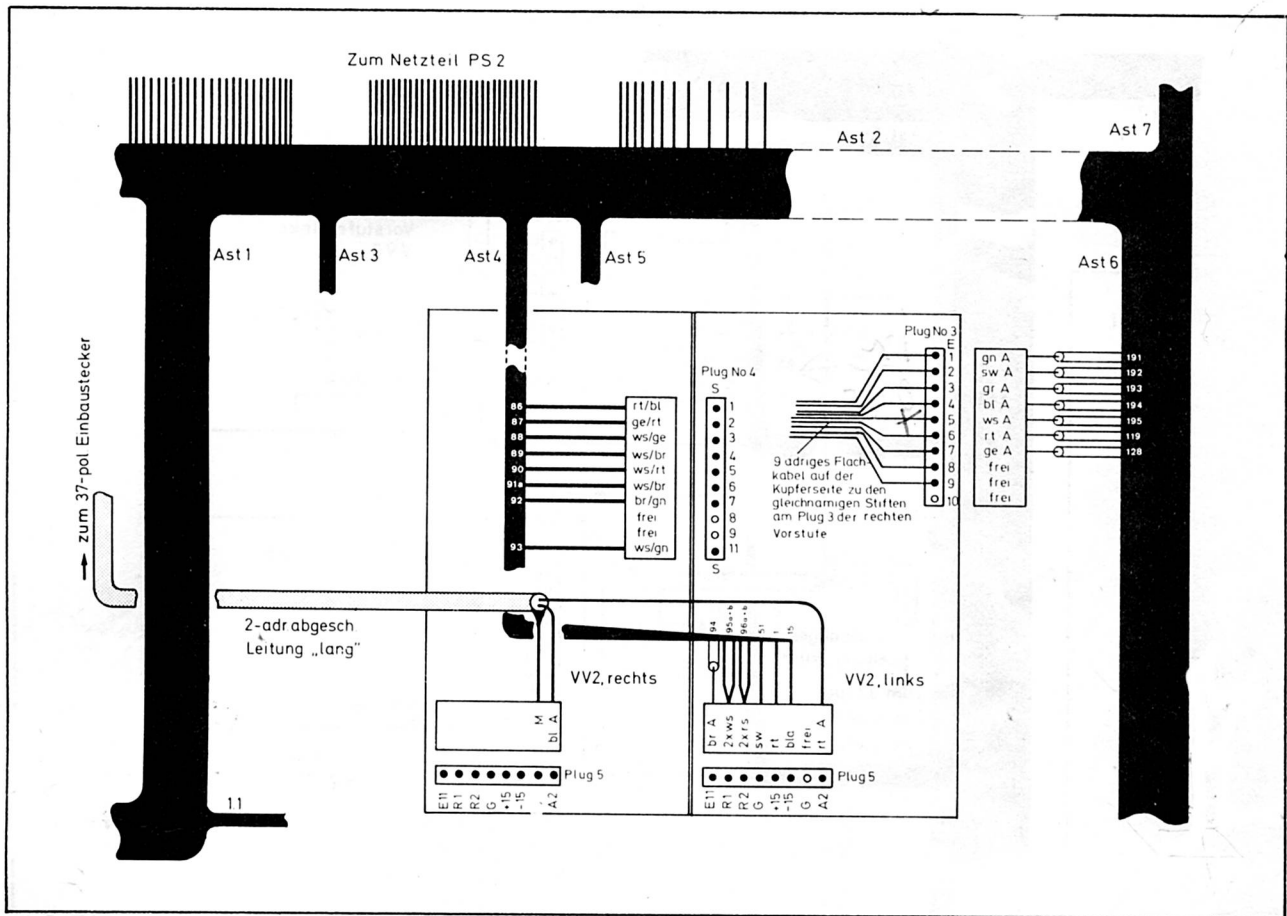 Zum Netzteil PS 2
Ast 2
Ast 7
Ast 1
Ast 3
Ast 4
Ast 5
Ast 6
→ zum 37-pol Einbaustecker
86 rt/bl
87 ge/rt
88 ws/ge
89 ws/br
90 ws/rt
91a ws/br
92 br/gn
frei
frei
93 ws/gn
Plug No 4
S
1
2
3
4
5
6
7
8
9
11
S
Plug No 3
E
1
2
3
4
5
6
7
8
9
10
9 adriges Flach-
kabel auf der
Kupferseite zu den
gleichnamigen Stiften
am Plug 3 der rechten
Vorstufe
gn A 191
sw A 192
gr A 193
bl A 194
ws A 195
rt A 119
ge A 128
frei
frei
frei
2-adr abgesch
Leitung „lang"
94
95a+b
96a+b
51
1
15
VV2, rechts
VV2, links
M
bl A
br A
2x ws
2x rs
sw
rt
bla
frei
rt A
Plug 5
E11
R1
R2
G
+15
-15
A2
Plug 5
E11
R1
R2
G
+15
-15
G
A2
1.1